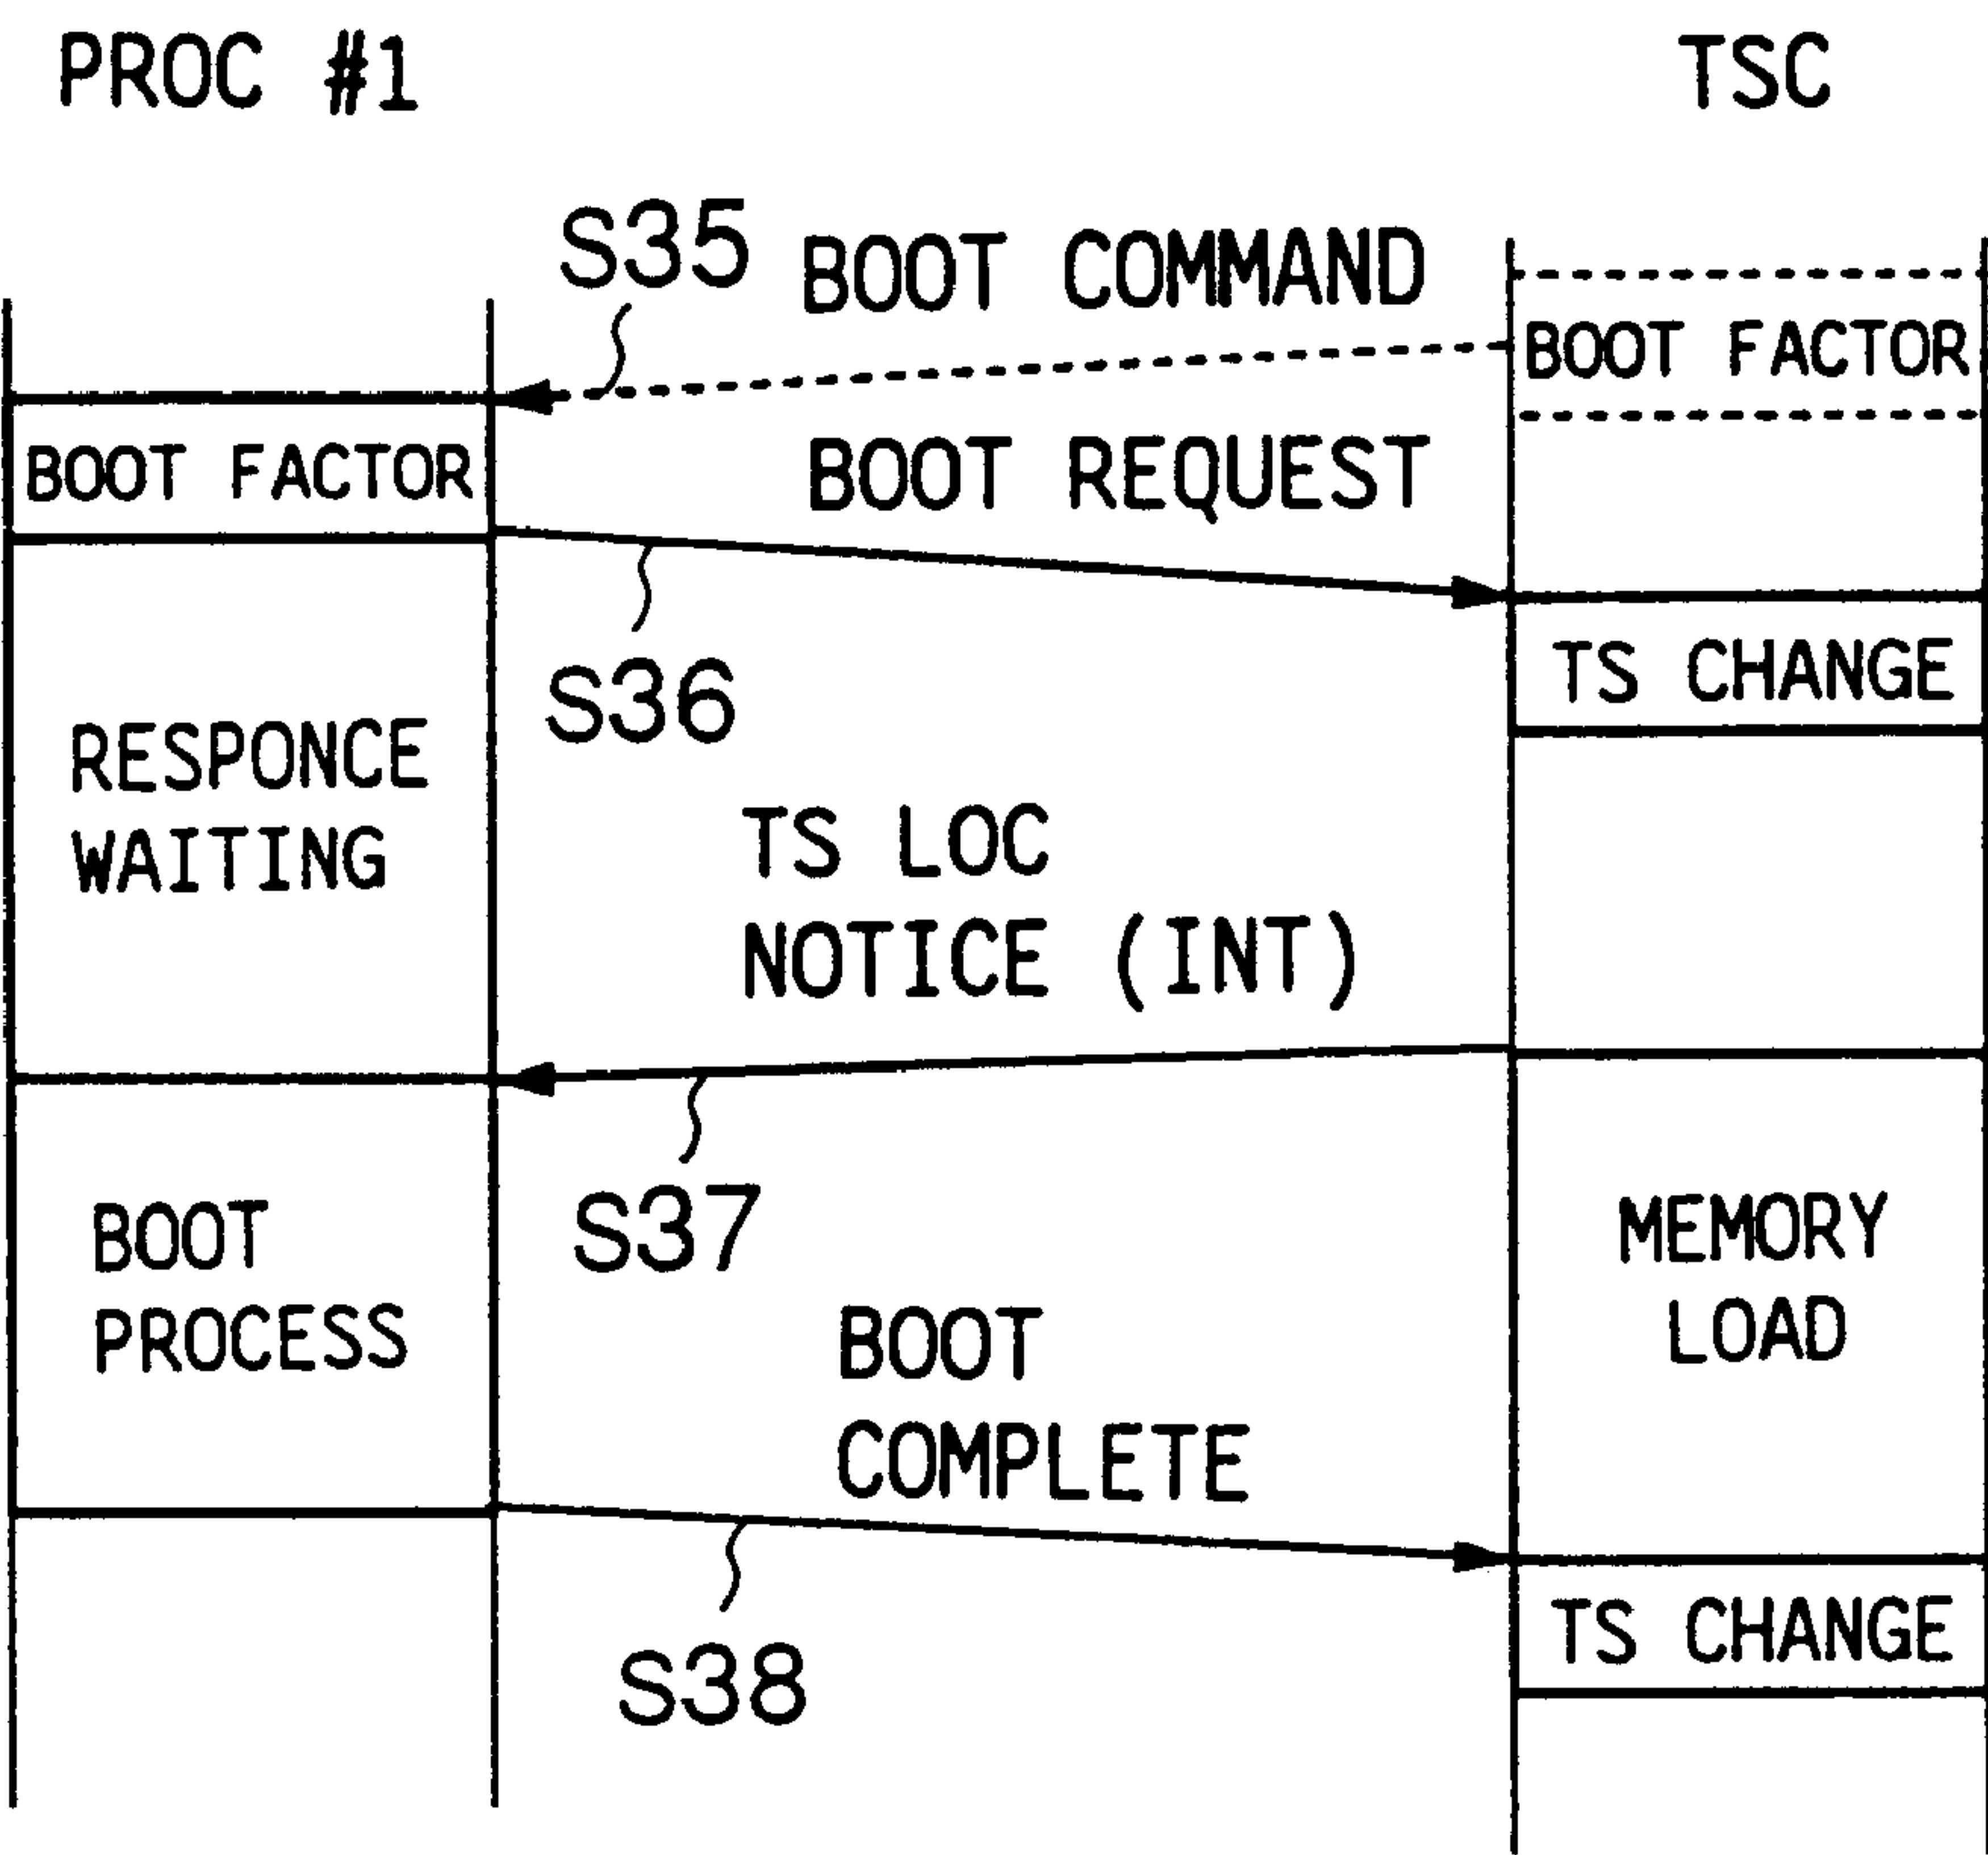 PROC #1
TSC
S35
BOOT COMMAND
BOOT FACTOR
BOOT FACTOR
BOOT REQUEST
S36
TS CHANGE
RESPONCE
WAITING
TS LOC
NOTICE (INT)
S37
BOOT
PROCESS
MEMORY
LOAD
BOOT
COMPLETE
S38
TS CHANGE